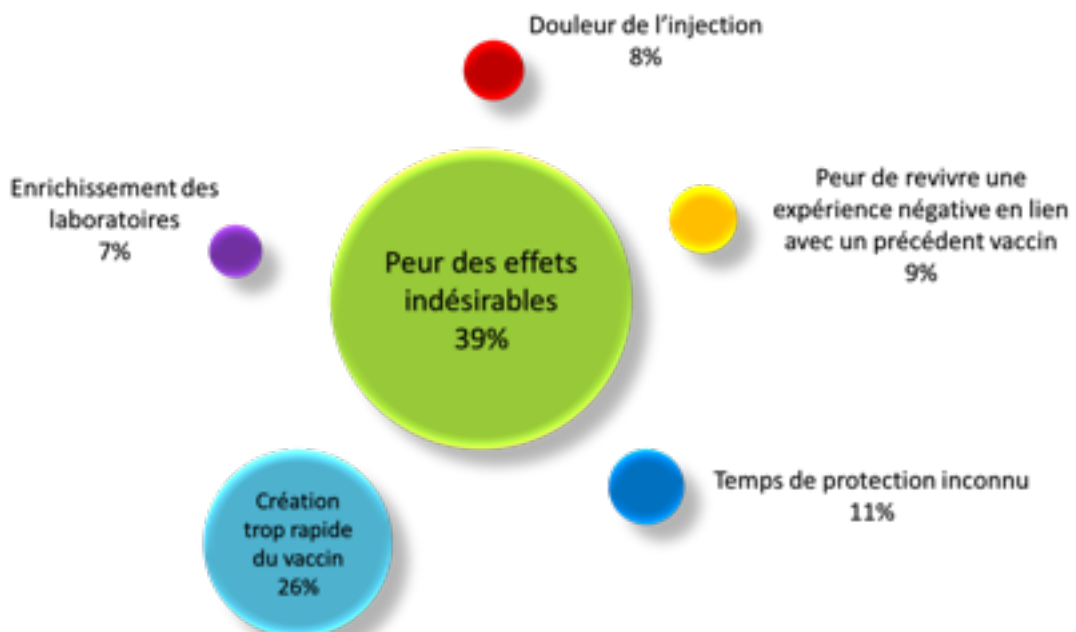 Douleur de l'injection
8%
Enrichissement des
laboratoires
7%
Peur de revivre une
expérience négative en lien
avec un précédent vaccin
9%
Peur des effets
indésirables
39%
Temps de protection inconnu
11%
Création
trop rapide
du vaccin
26%